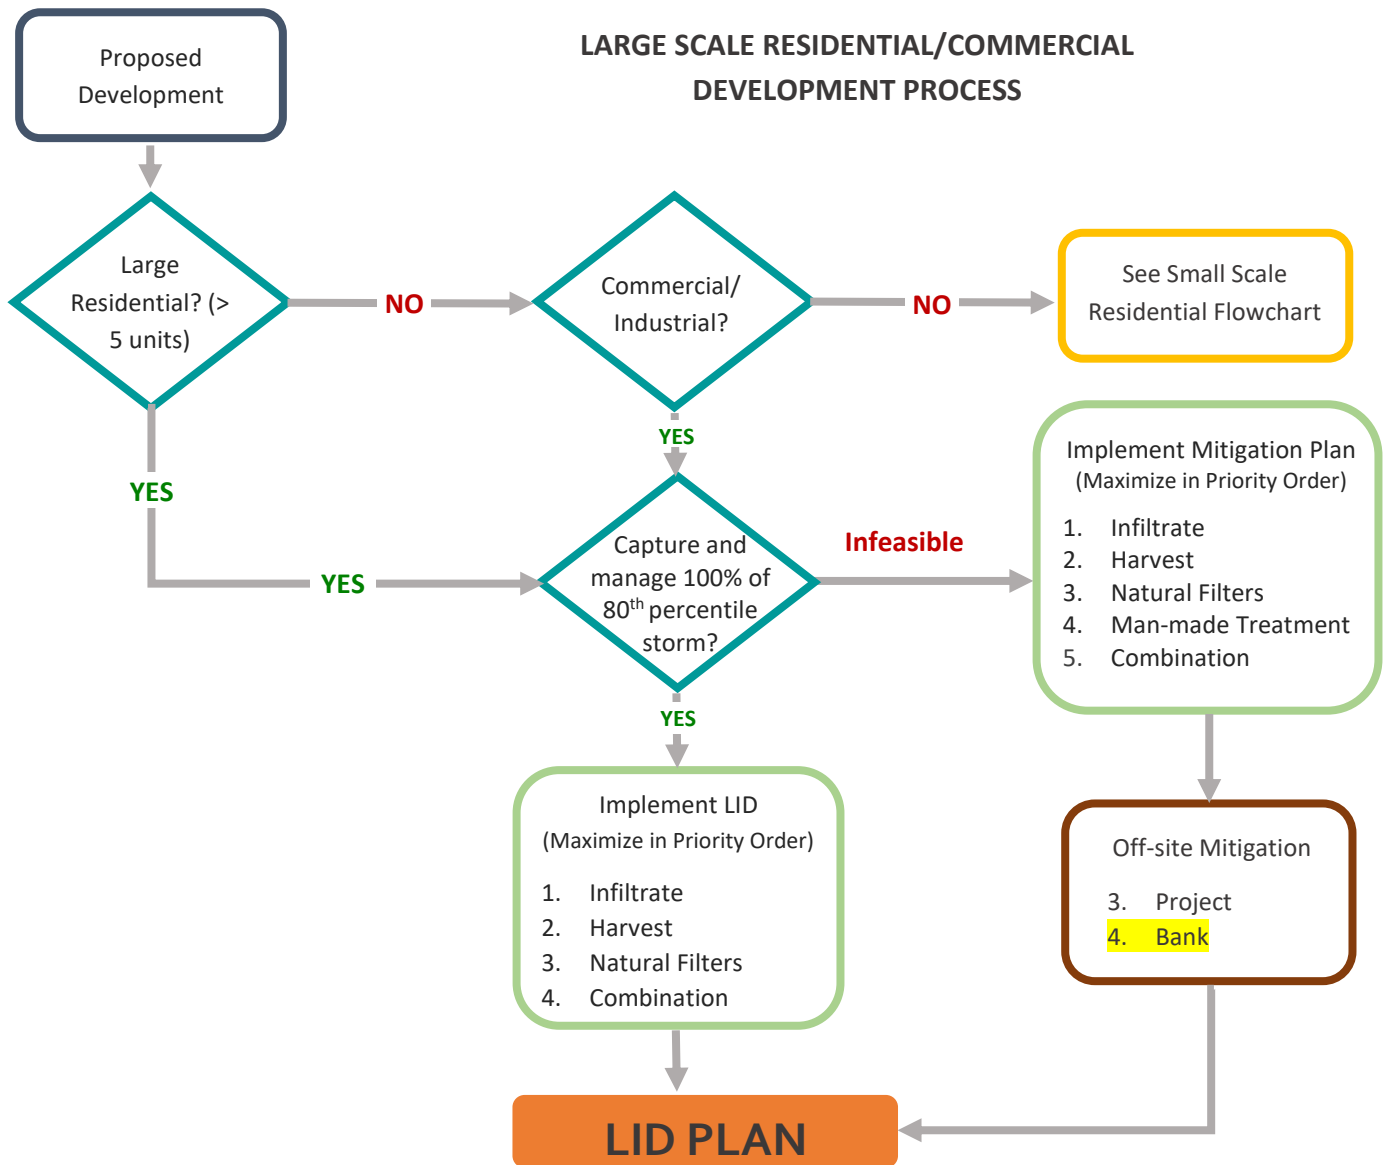 LARGE SCALE RESIDENTIAL/COMMERCIAL
DEVELOPMENT PROCESS
Proposed
Development
Large
Residential? (>
5 units)
NO
Commercial/
Industrial?
NO
See Small Scale
Residential Flowchart
YES
YES
YES
Capture and
manage 100% of
80th percentile
storm?
Infeasible
Implement Mitigation Plan
(Maximize in Priority Order)
1. Infiltrate
2. Harvest
3. Natural Filters
4. Man-made Treatment
5. Combination
YES
Implement LID
(Maximize in Priority Order)
1. Infiltrate
2. Harvest
3. Natural Filters
4. Combination
Off-site Mitigation
3. Project
4. Bank
LID PLAN